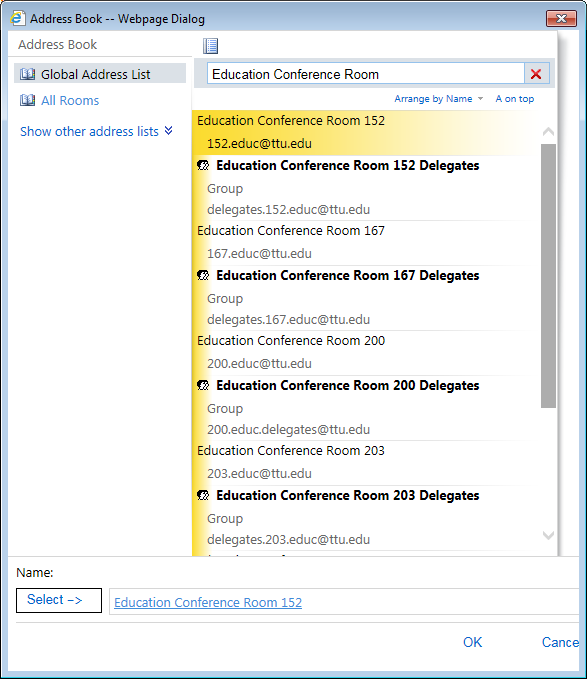 Address Book -- Webpage Dialog
Address Book
Global Address List
All Rooms
Show other address lists
Education Conference Room
Arrange by Name
A on top
Education Conference Room 152
152.educ@ttu.edu
Education Conference Room 152 Delegates
Group
delegates.152.educ@ttu.edu
Education Conference Room 167
167.educ@ttu.edu
Education Conference Room 167 Delegates
Group
delegates.167.educ@ttu.edu
Education Conference Room 200
200.educ@ttu.edu
Education Conference Room 200 Delegates
Group
200.educ.delegates@ttu.edu
Education Conference Room 203
203.educ@ttu.edu
Education Conference Room 203 Delegates
Group
delegates.203.educ@ttu.edu
Name:
Select -->
Education Conference Room 152
OK
Cance